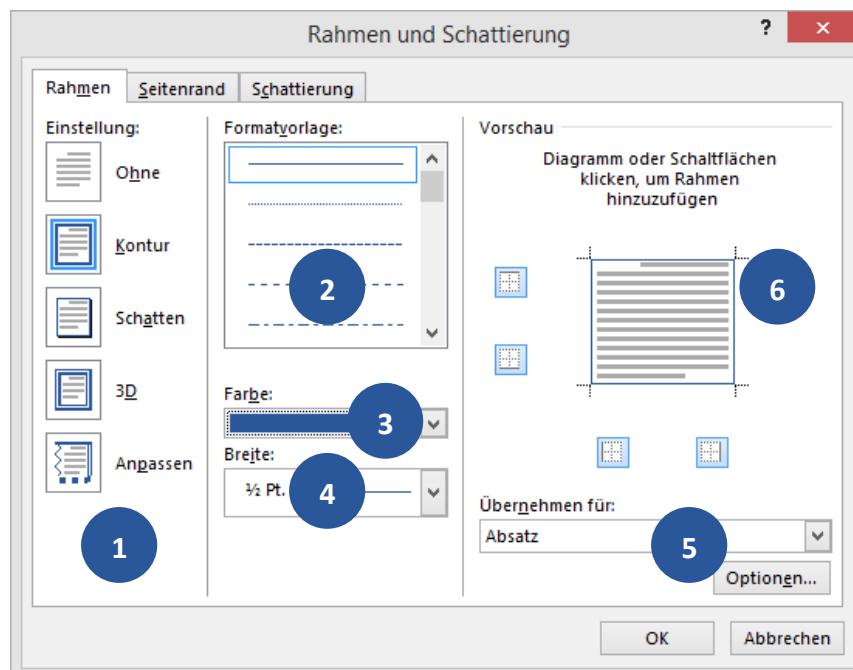 Rahmen und Schattierung
?
×
Rahmen
Seitenrand
Schattierung
Einstellung:
Ohne
Kontur
Schatten
3D
Anpassen
1
Formatvorlage:
2
Farbe:
3
Breite:
½ Pt.
4
Vorschau
Diagramm oder Schaltflächen
klicken, um Rahmen
hinzuzufügen
6
Übernehmen für:
Absatz
5
Optionen...
OK
Abbrechen